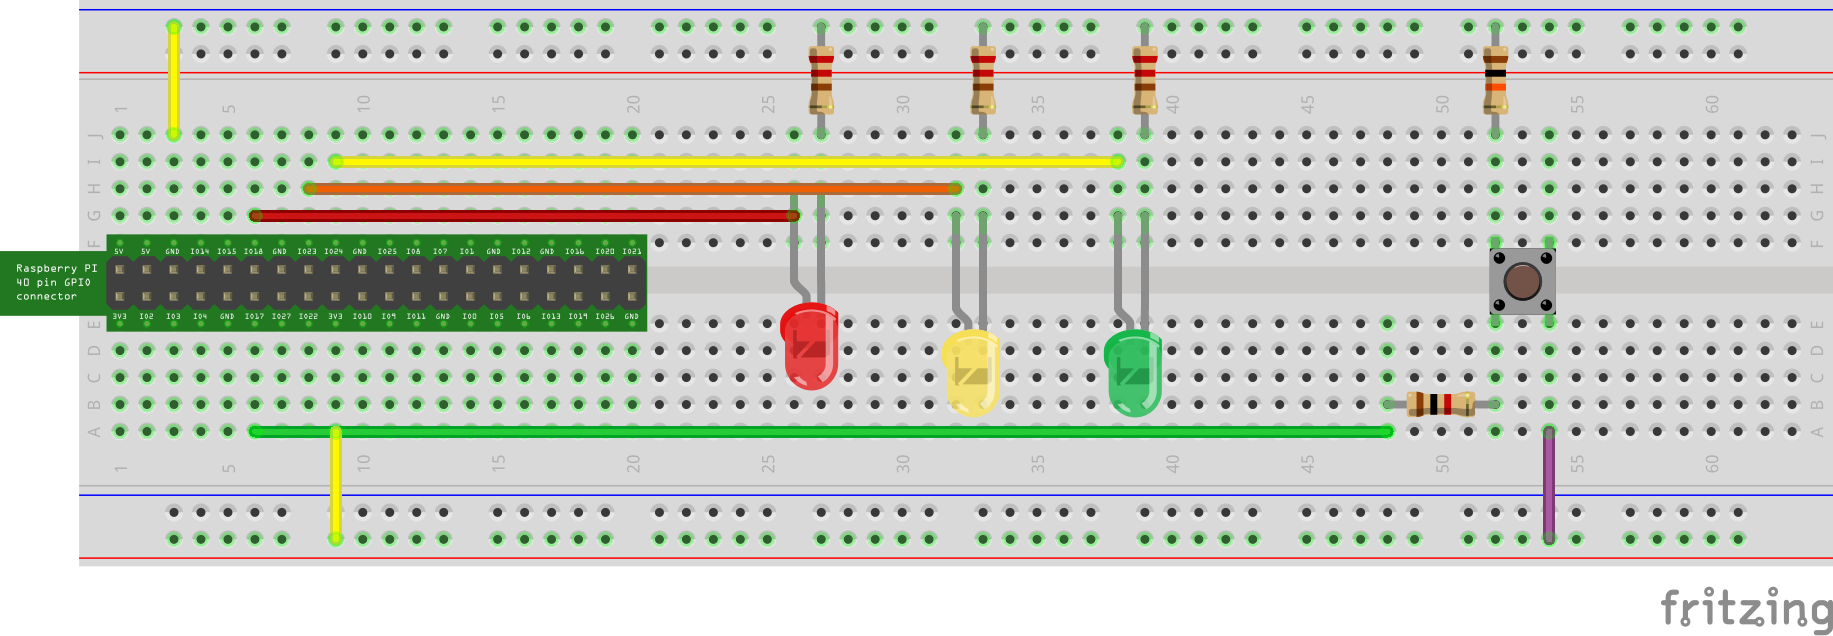 1 5 10 15 20 25 30 35 40 45 50 55 60
J J
I I
H H
G G
F F
5V 5V GND IO14 IO15 IO18 GND IO23 IO24 GND IO25 IO8 IO7 IO1 GND IO12 GND IO16 IO20 IO21
Raspberry PI
40 pin GPIO
connector
3V3 IO2 IO3 IO4 GND IO17 IO27 IO22 3V3 IO10 IO9 IO11 GND IO0 IO5 IO6 IO13 IO19 IO26 GND
E E
D D
C C
B B
A A
1 5 10 15 20 25 30 35 40 45 50 55 60
fritzing